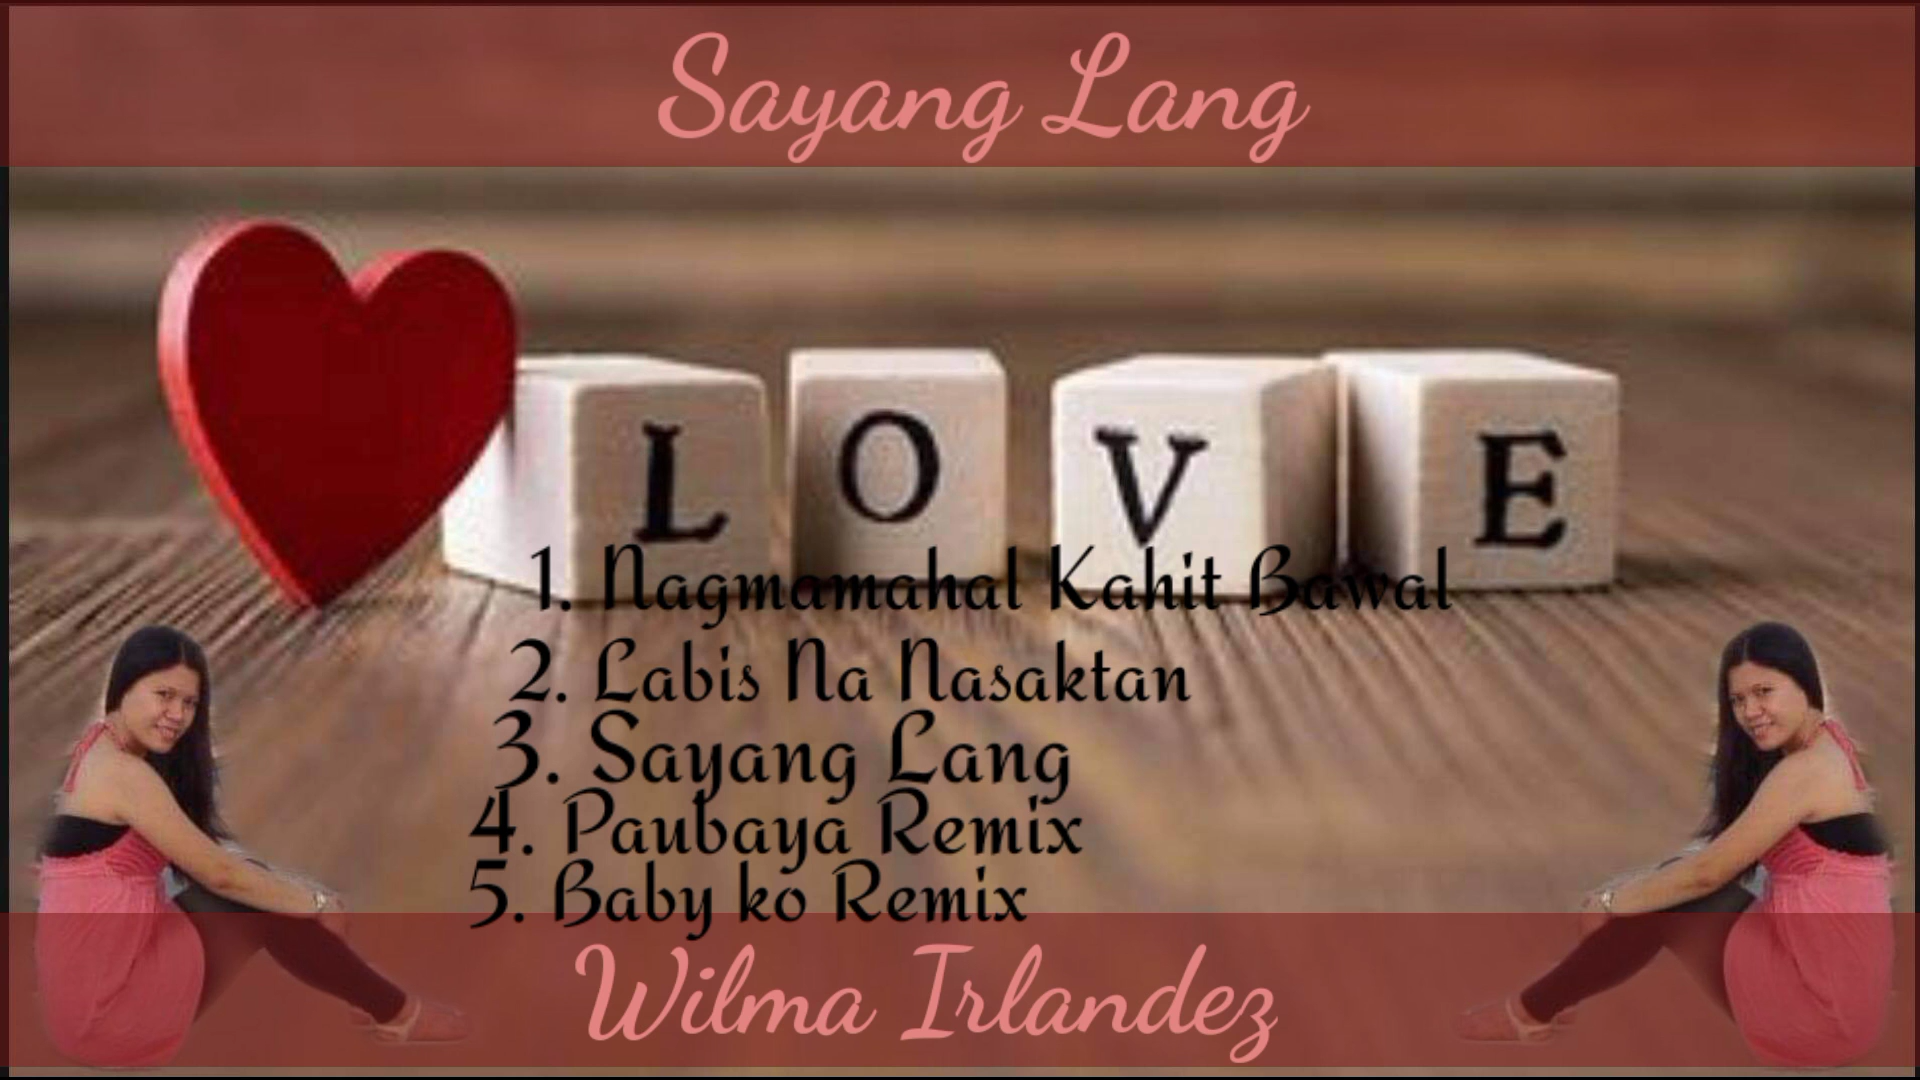 Sayang Lang
L O V E
1. Nagmamahal Kahit Bawal
2. Labis Na Nasaktan
3. Sayang Lang
4. Paubaya Remix
5. Baby ko Remix
Wilma Irlandez